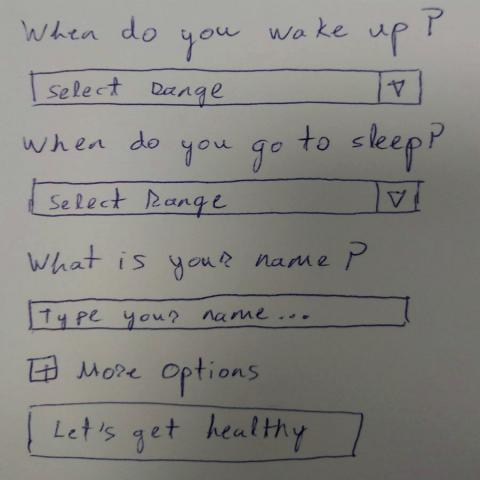 When do you wake up?
Select Range
When do you go to sleep?
Select Range
What is your name?
Type your name...
More Options
Let's get healthy